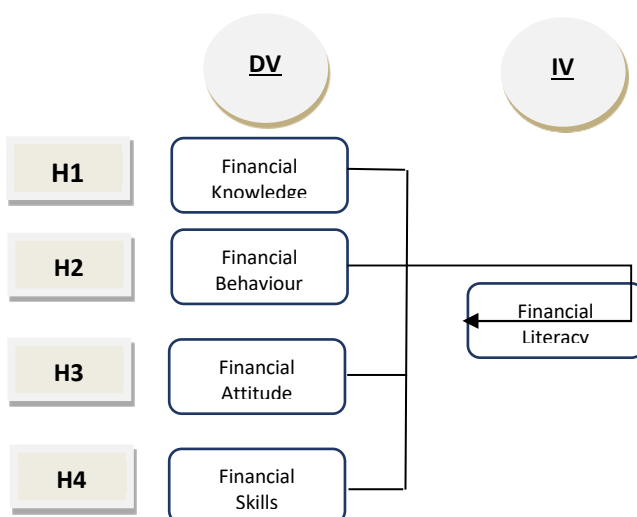 DV
IV
H1
Financial
Knowledge
H2
Financial
Behaviour
Financial
Literacy
H3
Financial
Attitude
H4
Financial
Skills